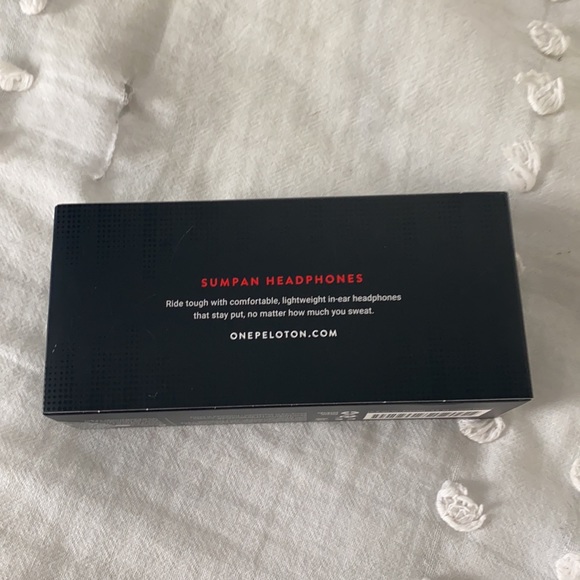 SUMPAN HEADPHONES
Ride tough with comfortable, lightweight in-ear headphones
that stay put, no matter how much you sweat.
ONEPELOTON.COM